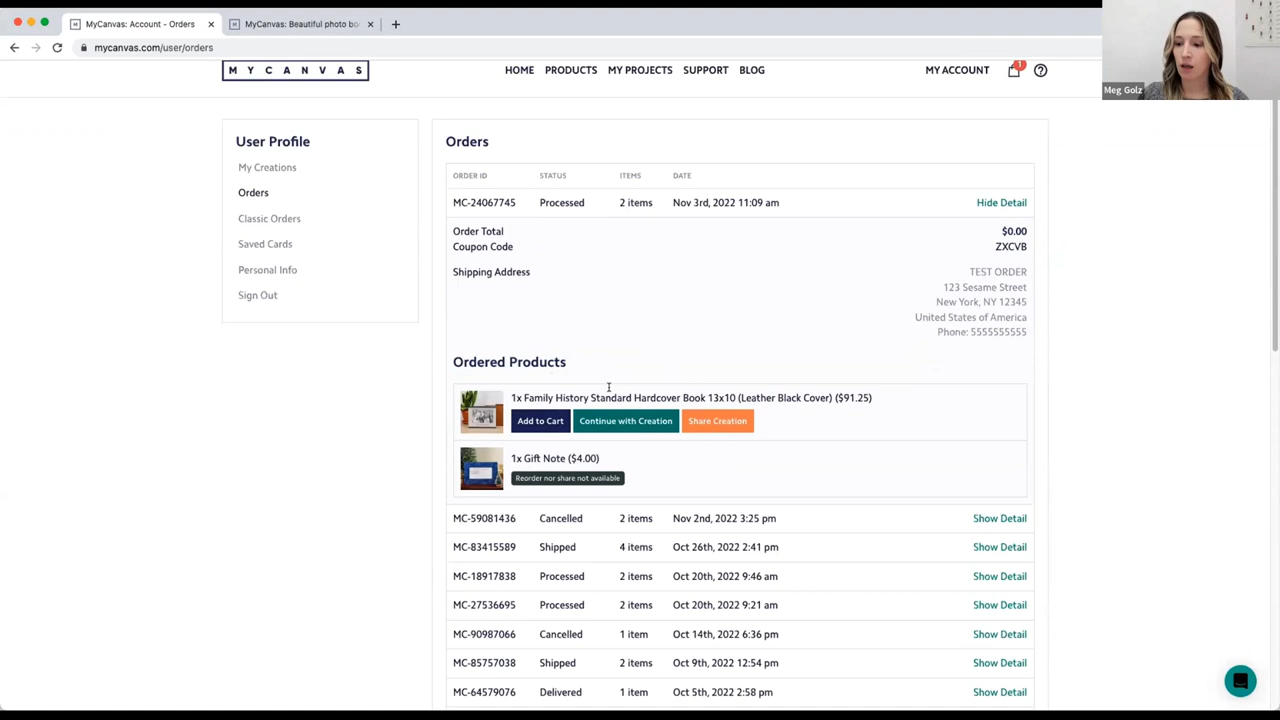 MyCanvas: Account - Orders
MyCanvas: Beautiful photo bo
mycanvas.com/user/orders
Meg Golz
MYCANVAS
HOME PRODUCTS MY PROJECTS SUPPORT BLOG
MY ACCOUNT 1
User Profile
My Creations
Orders
Classic Orders
Saved Cards
Personal Info
Sign Out
Orders
ORDER ID STATUS ITEMS DATE
MC-24067745 Processed 2 items Nov 3rd, 2022 11:09 am Hide Detail
Order Total $0.00
Coupon Code ZXCVB
Shipping Address TEST ORDER
123 Sesame Street
New York, NY 12345
United States of America
Phone: 5555555555
Ordered Products
1x Family History Standard Hardcover Book 13x10 (Leather Black Cover) ($91.25)
Add to Cart Continue with Creation Share Creation
1x Gift Note ($4.00)
Reorder nor share not available
MC-59081436 Cancelled 2 items Nov 2nd, 2022 3:25 pm Show Detail
MC-83415589 Shipped 4 items Oct 26th, 2022 2:41 pm Show Detail
MC-18917838 Processed 2 items Oct 20th, 2022 9:46 am Show Detail
MC-27536695 Processed 2 items Oct 20th, 2022 9:21 am Show Detail
MC-90987066 Cancelled 1 item Oct 14th, 2022 6:36 pm Show Detail
MC-85757038 Shipped 2 items Oct 9th, 2022 12:54 pm Show Detail
MC-64579076 Delivered 1 item Oct 5th, 2022 2:58 pm Show Detail